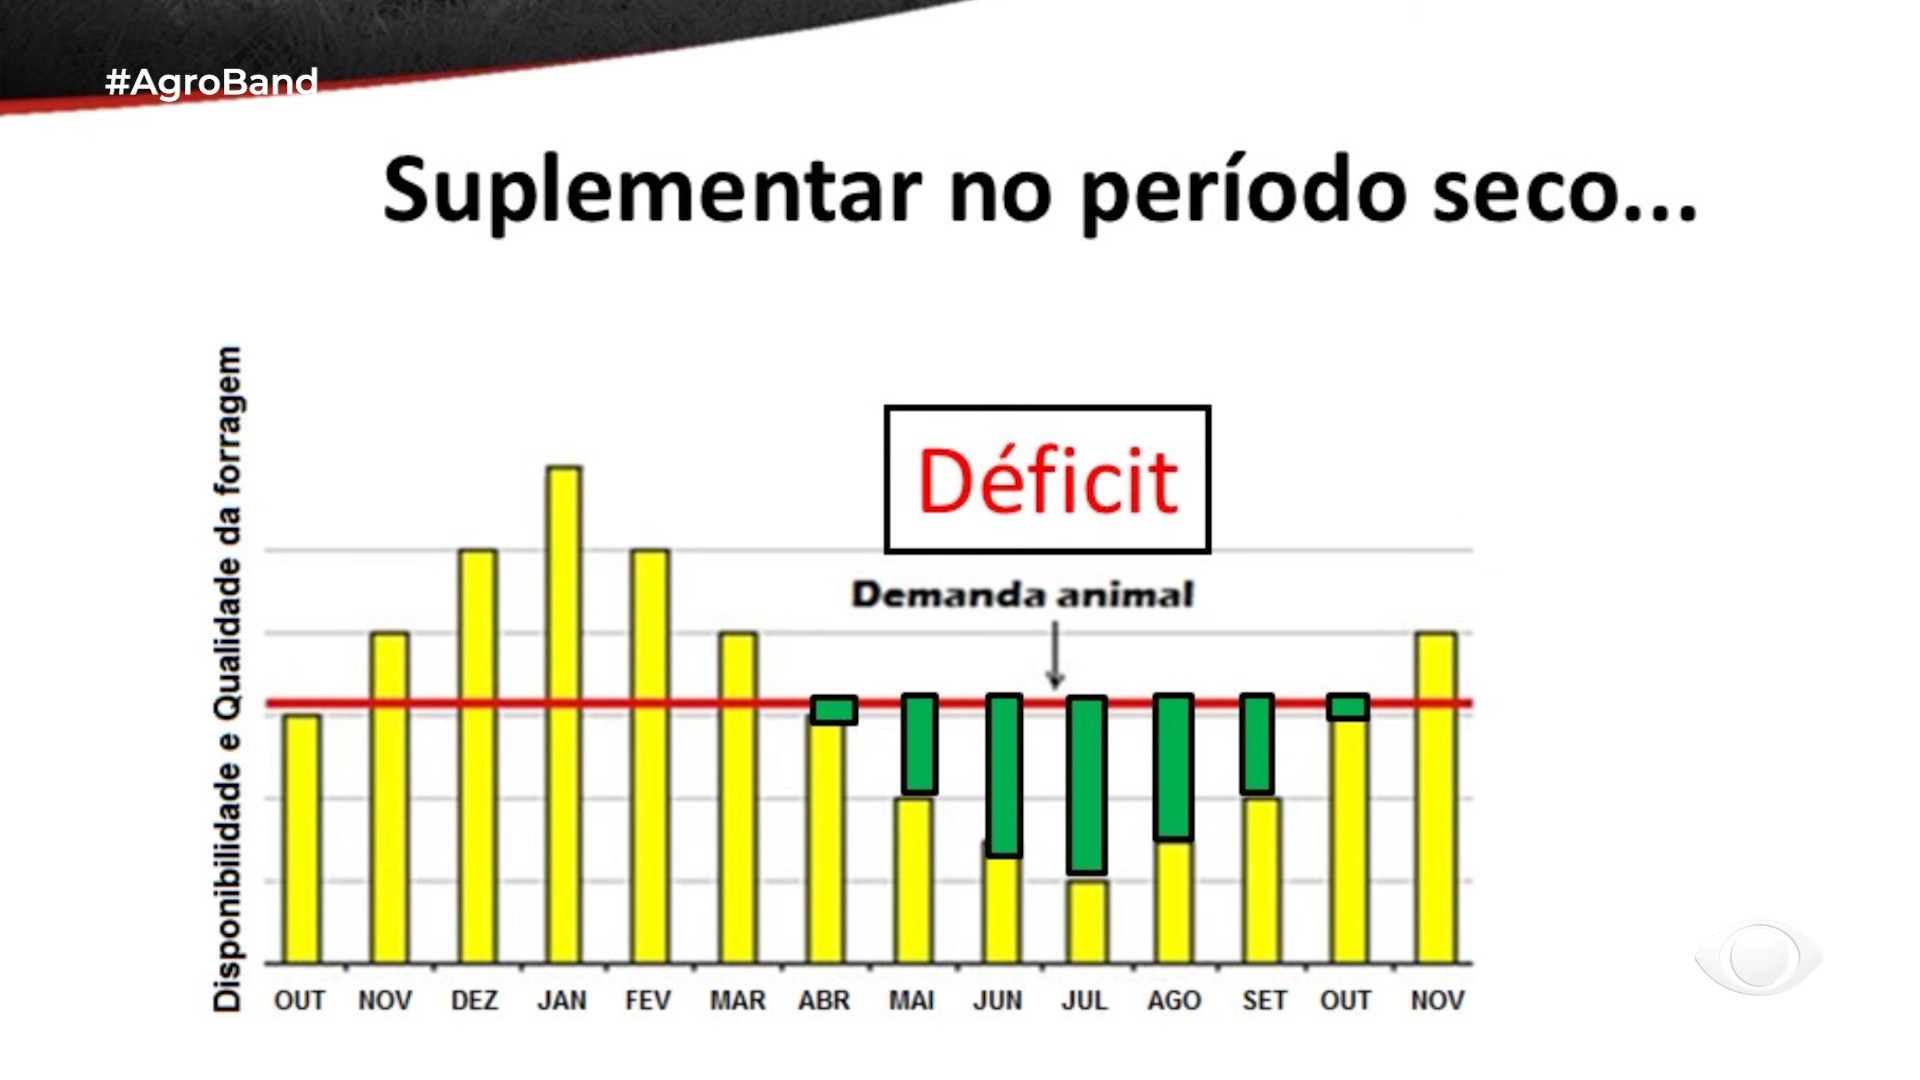 #AgroBand
Suplementar no período seco...
Disponibilidade e Qualidade da forragem
Déficit
Demanda animal
OUT NOV DEZ JAN FEV MAR ABR MAI JUN JUL AGO SET OUT NOV